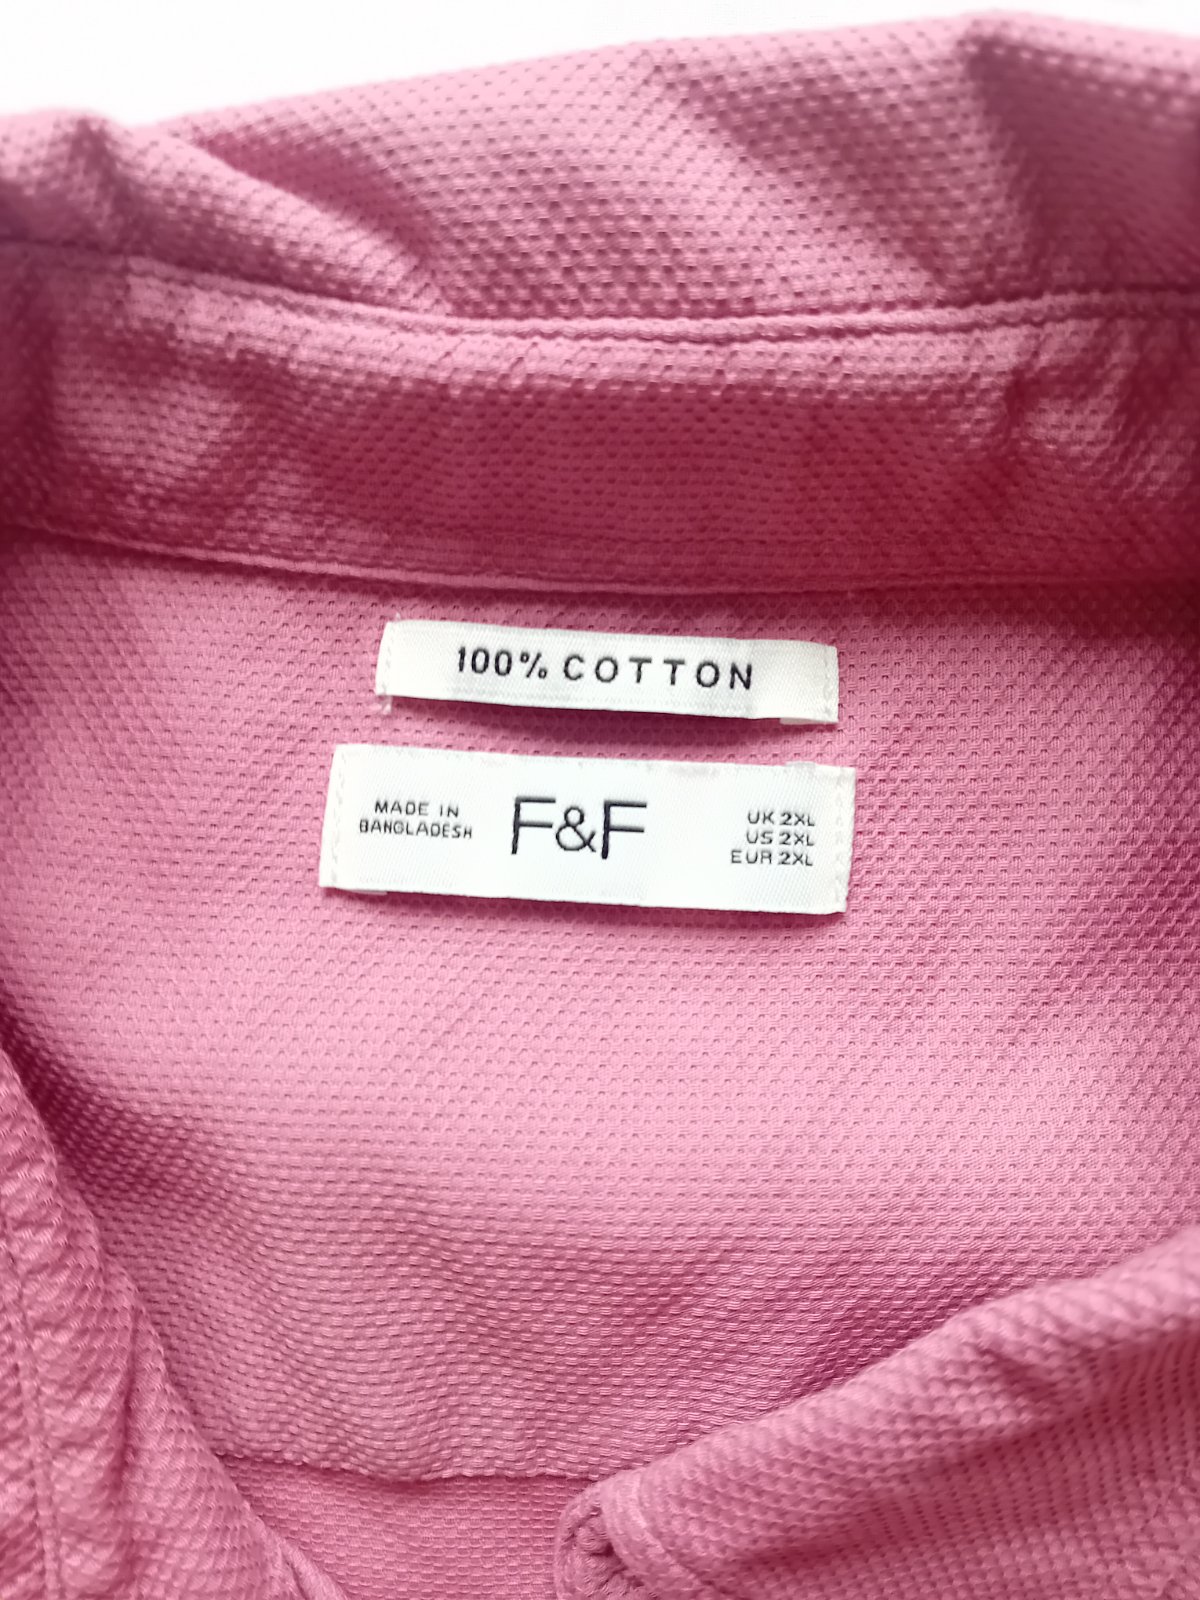 100% COTTON
MADE IN
BANGLADESH
F&F
UK 2XL
US 2XL
EUR 2XL